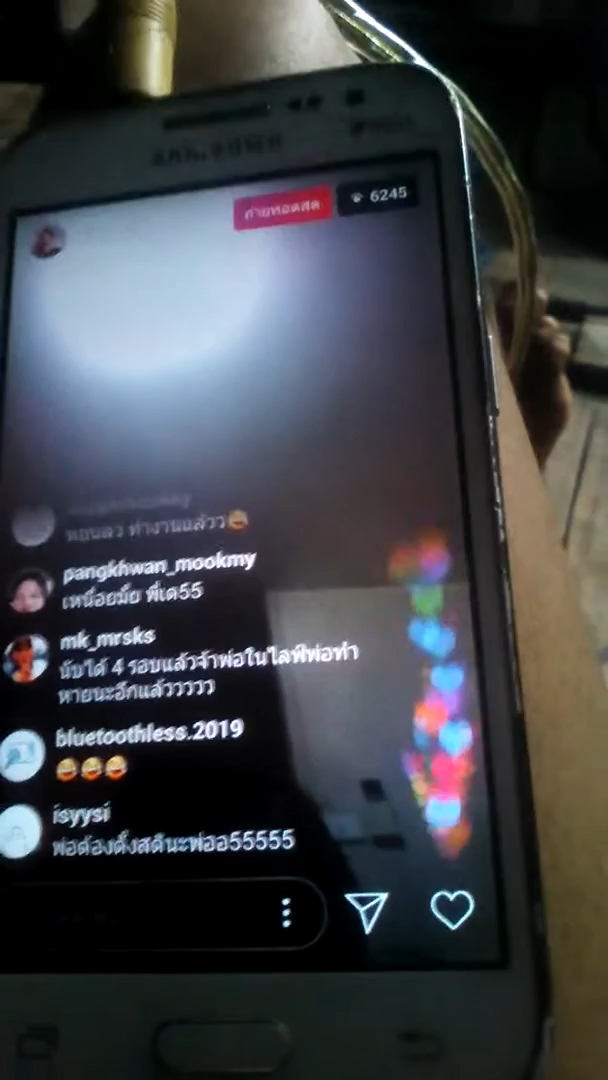 SAMSUNG
ถ่ายทอดสด
6245
ทำงานแล้วว😂
pangkhwan_mookmy
เหนื่อยมั้ย พี่เต55
mk_mrsks
นับได้ 4 รอบแล้วจ้าพ่อในไลฟ์พ่อทำ
หายนะอีกแล้ววววว
bluetoothless.2019
😂😂😂
isyysi
พ่อต้องตั้งสตินะพ่ออ55555